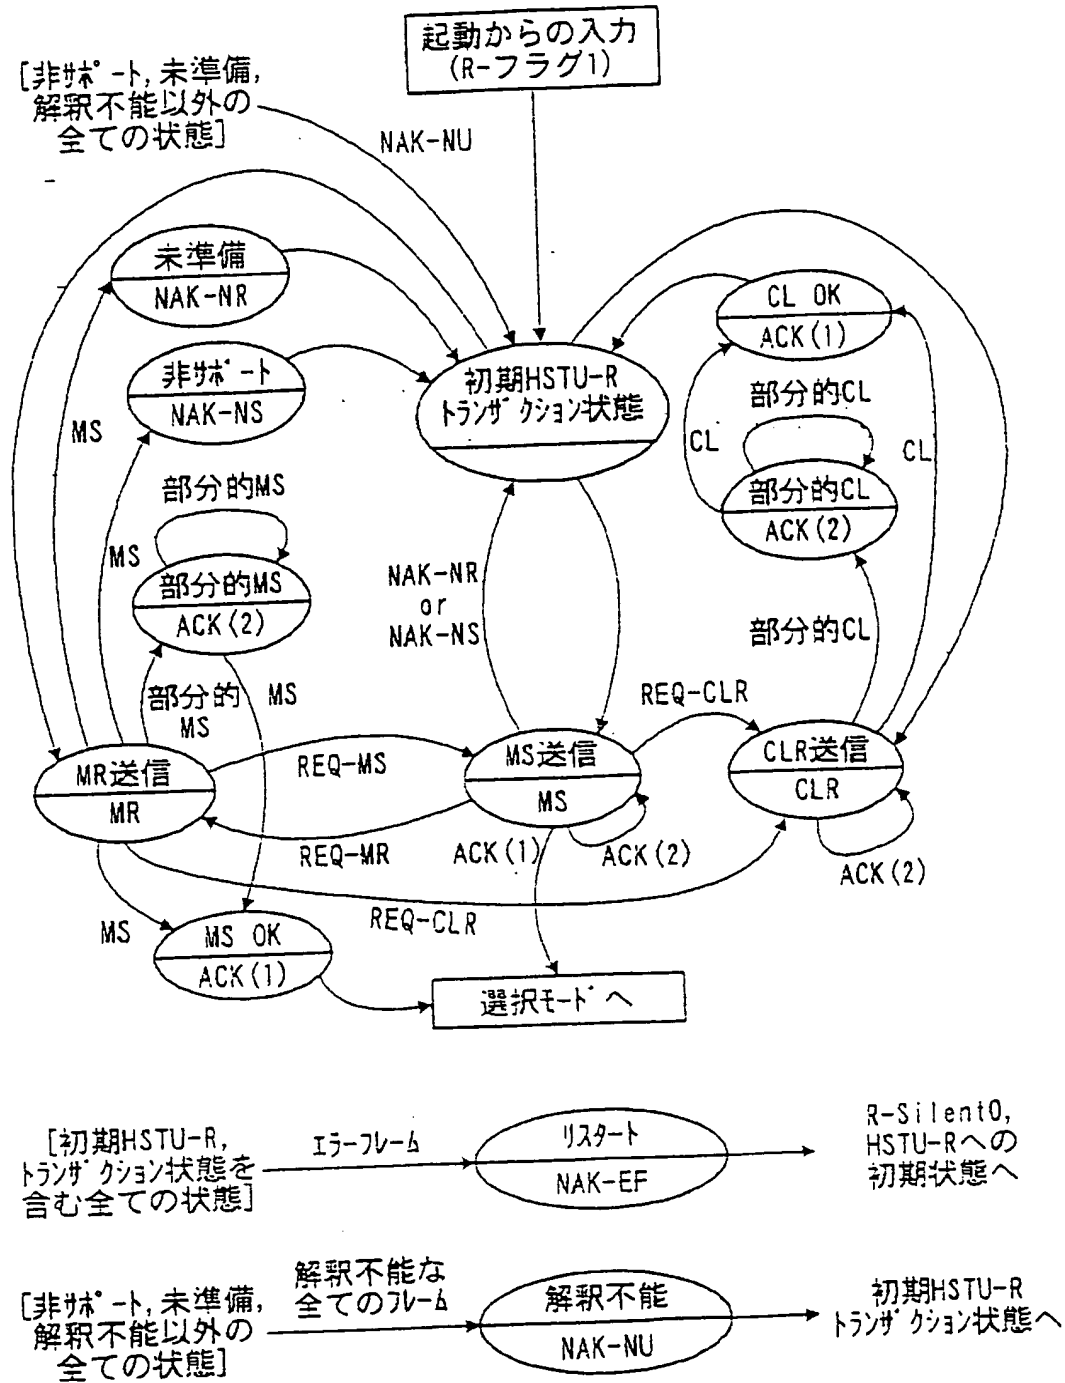 起動からの入力
(R-フラグ1)
[非ｻﾎﾟｰﾄ, 未準備,
解釈不能以外の
全ての状態]
NAK-NU
未準備
NAK-NR
CL OK
ACK(1)
非ｻﾎﾟｰﾄ
NAK-NS
初期HSTU-R
ﾄﾗﾝｻﾞｸｼｮﾝ状態
部分的CL
MS
CL
CL
部分的MS
部分的CL
ACK(2)
MS
部分的MS
ACK(2)
NAK-NR
or
NAK-NS
部分的CL
部分的
MS
MS
REQ-CLR
MR送信
MR
REQ-MS
MS送信
MS
CLR送信
CLR
REQ-MR
ACK(1)
ACK(2)
ACK(2)
REQ-CLR
MS
MS OK
ACK(1)
選択ﾓｰﾄﾞへ
[初期HSTU-R,
ﾄﾗﾝｻﾞｸｼｮﾝ状態を
含む全ての状態]
ｴﾗｰﾌﾚｰﾑ
ﾘｽﾀｰﾄ
NAK-EF
R-Silent0,
HSTU-Rへの
初期状態へ
[非ｻﾎﾟｰﾄ, 未準備,
解釈不能以外の
全ての状態]
解釈不能な
全てのﾌﾚｰﾑ
解釈不能
NAK-NU
初期HSTU-R
ﾄﾗﾝｻﾞｸｼｮﾝ状態へ